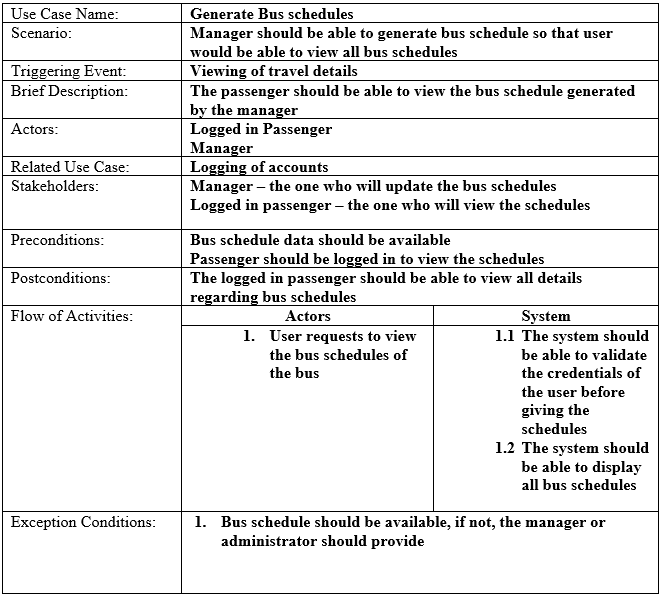 Use Case Name: Generate Bus schedules
Scenario: Manager should be able to generate bus schedule so that user
would be able to view all bus schedules
Triggering Event: Viewing of travel details
Brief Description: The passenger should be able to view the bus schedule generated
by the manager
Actors: Logged in Passenger
Manager
Related Use Case: Logging of accounts
Stakeholders: Manager – the one who will update the bus schedules
Logged in passenger – the one who will view the schedules
Preconditions: Bus schedule data should be available
Passenger should be logged in to view the schedules
Postconditions: The logged in passenger should be able to view all details
regarding bus schedules
Flow of Activities: Actors System
1. User requests to view
the bus schedules of
the bus
1.1 The system should
be able to validate
the credentials of
the user before
giving the
schedules
1.2 The system should
be able to display
all bus schedules
Exception Conditions: 1. Bus schedule should be available, if not, the manager or
administrator should provide